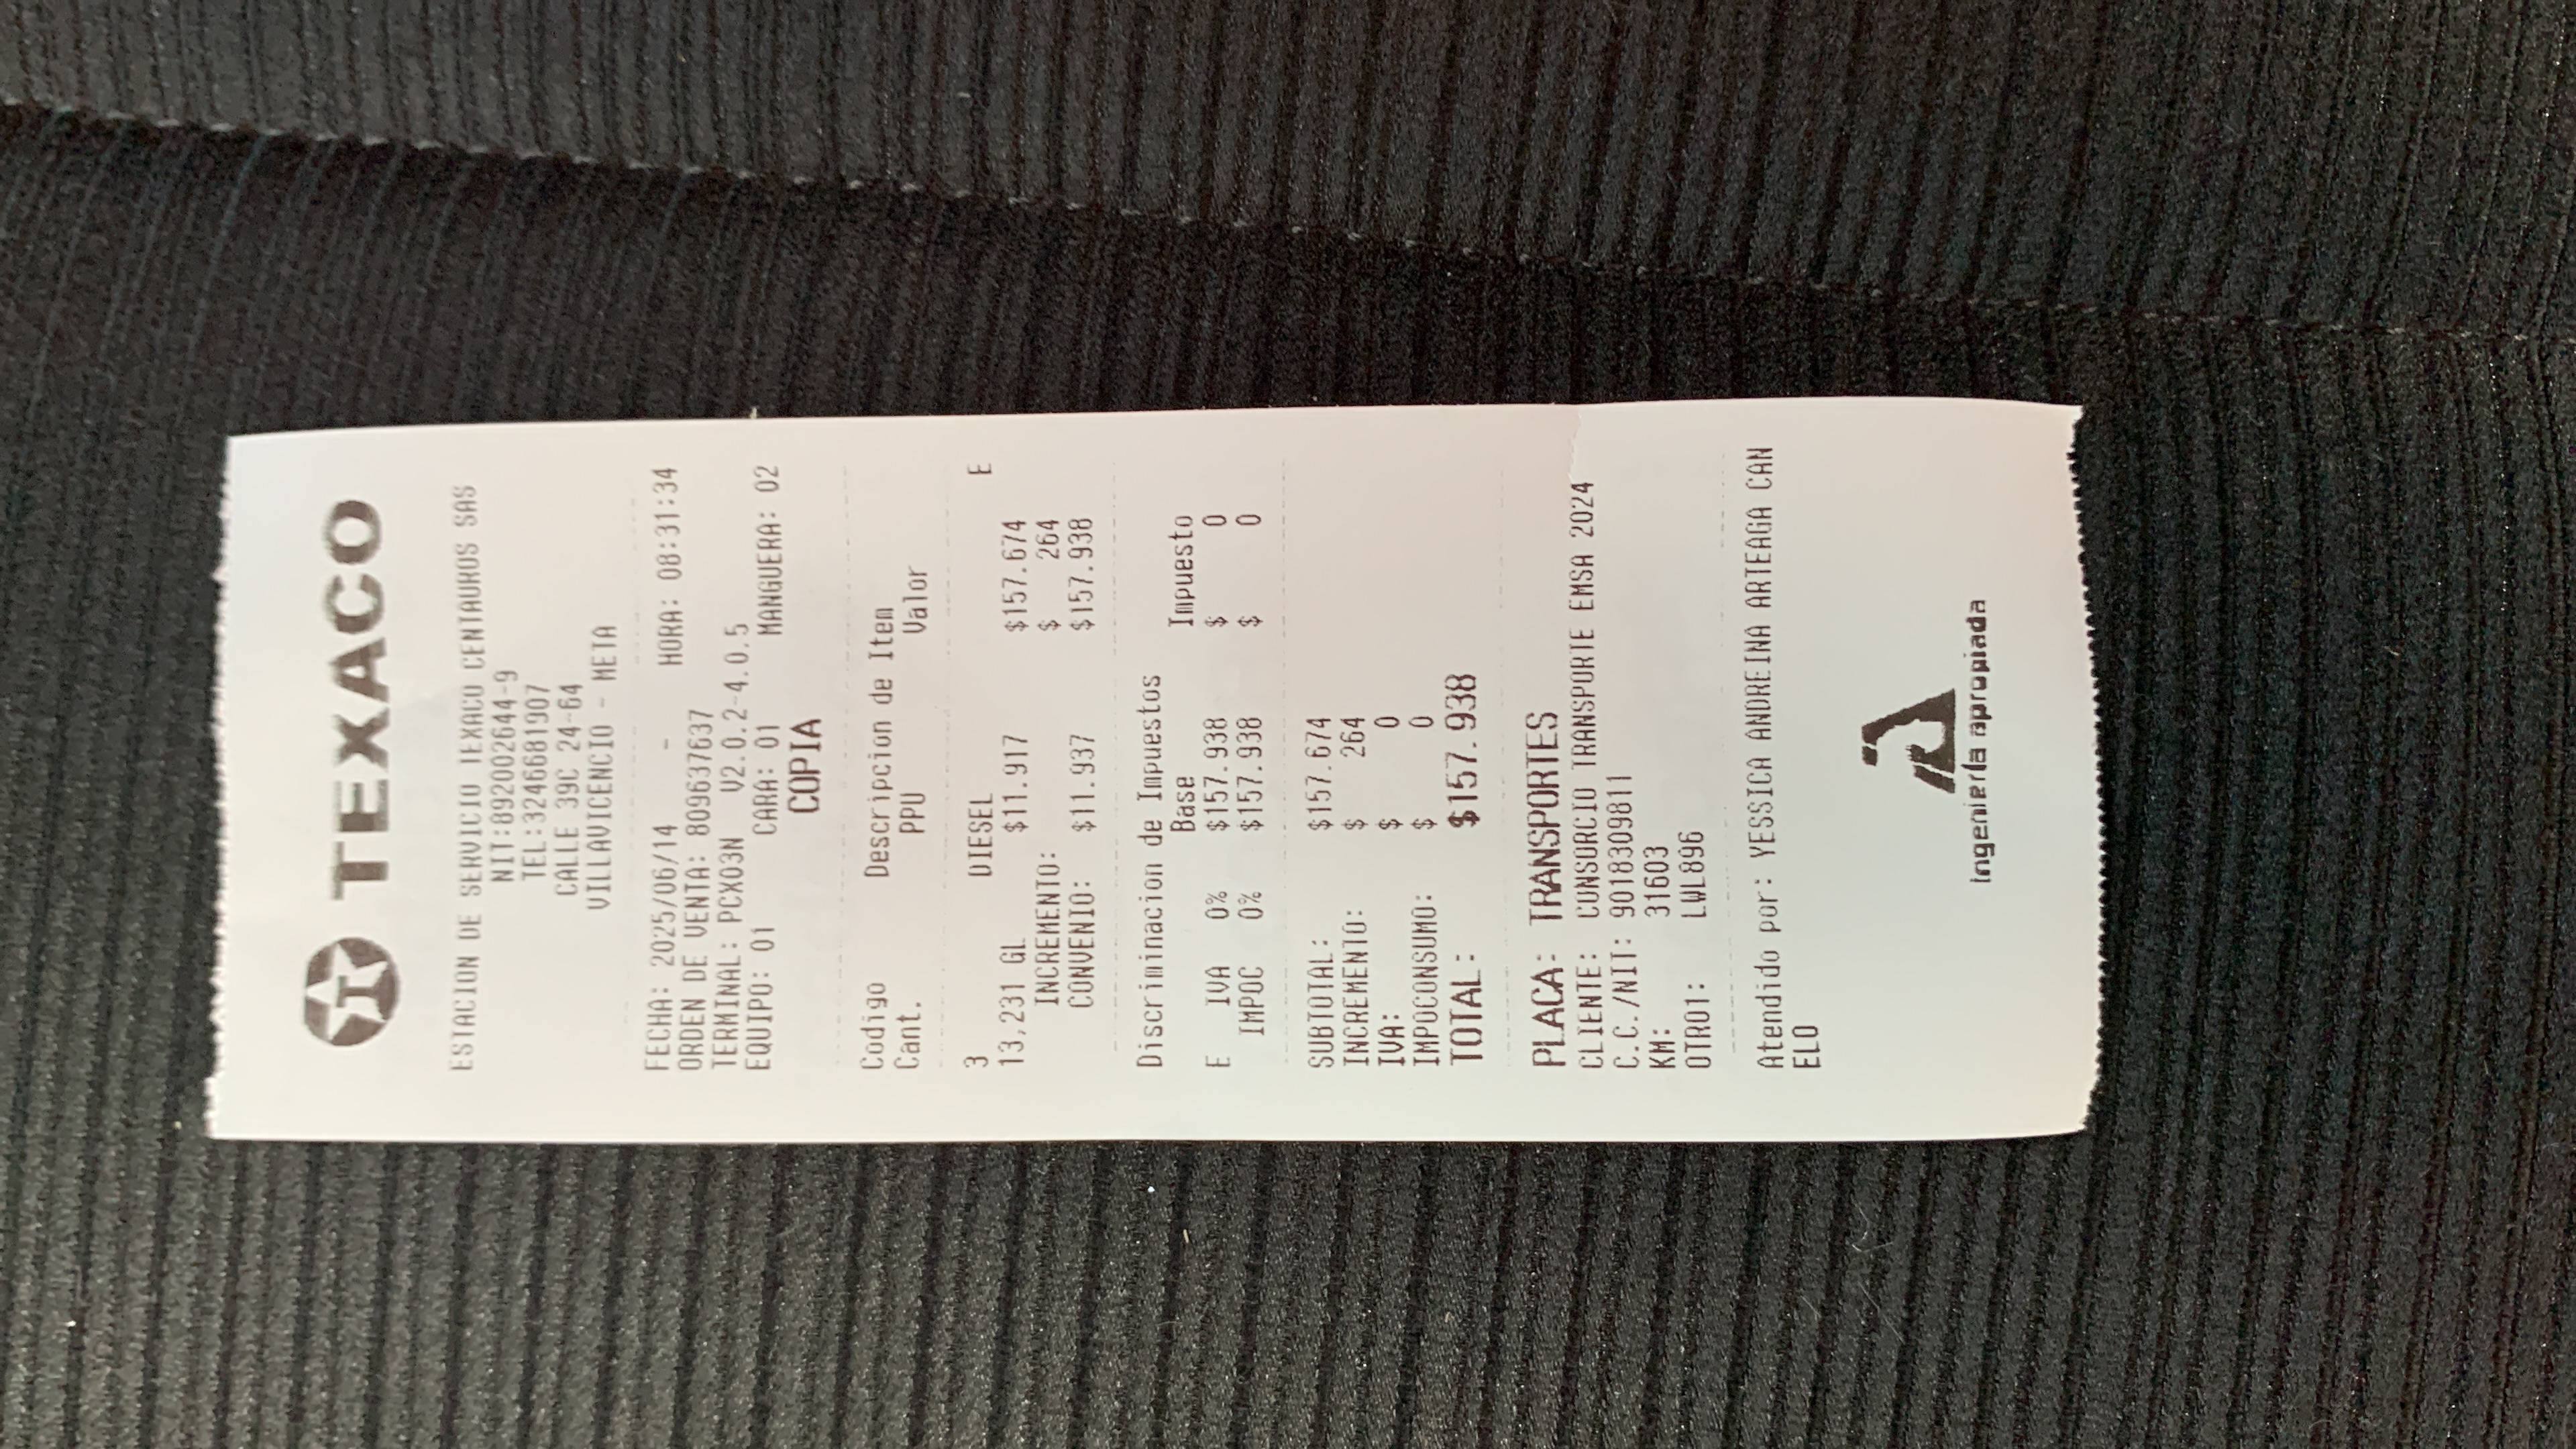 TEXACO
ESTACION DE SERVICIO TEXACO CENTAUROS SAS
NIT:892002644-9
TEL:3246681907
CALLE 39C 24-64
VILLAVICENCIO - META
FECHA: 2025/06/14 - HORA: 08:31:34
ORDEN DE VENTA: 809637637
TERMINAL: PCX03N V2.0.2-4.0.5
EQUIPO: 01 CARA: 01 MANGUERA: 02
COPIA
Codigo Descripcion de Item
Cant. PPU Valor
3 DIESEL E
13,231 GL $11.917 $157.674
INCREMENTO: $ 264
CONVENIO: $11.937 $157.938
Discriminacion de Impuestos
Base Impuesto
E IVA 0% $157.938 $ 0
IMPOC 0% $157.938 $ 0
SUBTOTAL: $157.674
INCREMENTO: $ 264
IVA: $ 0
IMPOCONSUMO: $ 0
TOTAL: $157.938
PLACA: TRANSPORTES
CLIENTE: CONSORCIO TRANSPORTE EMSA 2024
C.C./NIT: 9018309811
KM: 31603
OTRO1: LWL896
Atendido por: YESSICA ANDREINA ARTEAGA CAN
ELO
Ingeniería apropiada